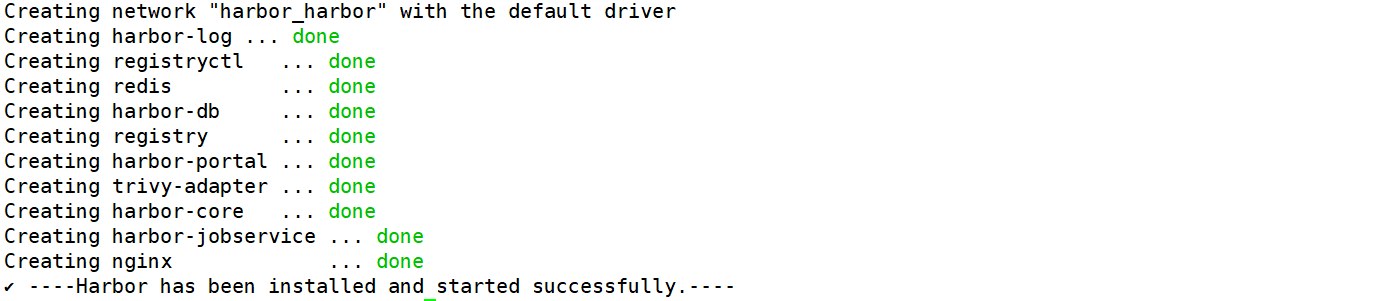 Creating network "harbor_harbor" with the default driver
Creating harbor-log ... done
Creating registryctl   ... done
Creating redis         ... done
Creating harbor-db     ... done
Creating registry      ... done
Creating harbor-portal ... done
Creating trivy-adapter ... done
Creating harbor-core   ... done
Creating harbor-jobservice ... done
Creating nginx             ... done
✔ ----Harbor has been installed and started successfully.----